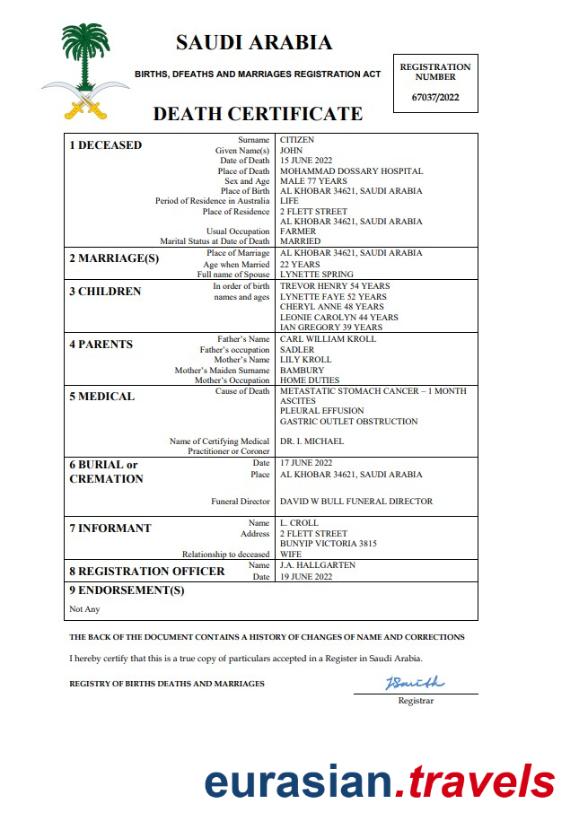 SAUDI ARABIA
BIRTHS, DFEATHS AND MARRIAGES REGISTRATION ACT
REGISTRATION
NUMBER
67037/2022
DEATH CERTIFICATE
1 DECEASED
Surname CITIZEN
Given Name(s) JOHN
Date of Death 15 JUNE 2022
Place of Death MOHAMMAD DOSSARY HOSPITAL
Sex and Age MALE 77 YEARS
Place of Birth AL KHOBAR 34621, SAUDI ARABIA
Period of Residence in Australia LIFE
Place of Residence 2 FLETT STREET
AL KHOBAR 34621, SAUDI ARABIA
Usual Occupation FARMER
Marital Status at Date of Death MARRIED
2 MARRIAGE(S)
Place of Marriage AL KHOBAR 34621, SAUDI ARABIA
Age when Married 22 YEARS
Full name of Spouse LYNETTE SPRING
3 CHILDREN
In order of birth TREVOR HENRY 54 YEARS
names and ages LYNETTE FAYE 52 YEARS
CHERYL ANNE 48 YEARS
LEONIE CAROLYN 44 YEARS
IAN GREGORY 39 YEARS
4 PARENTS
Father's Name CARL WILLIAM KROLL
Father's occupation SADLER
Mother's Name LILY KROLL
Mother's Maiden Surname BAMBURY
Mother's Occupation HOME DUTIES
5 MEDICAL
Cause of Death METASTATIC STOMACH CANCER – 1 MONTH
ASCITES
PLEURAL EFFUSION
GASTRIC OUTLET OBSTRUCTION
Name of Certifying Medical DR. I. MICHAEL
Practitioner or Coroner
6 BURIAL or
CREMATION
Date 17 JUNE 2022
Place AL KHOBAR 34621, SAUDI ARABIA
Funeral Director DAVID W BULL FUNERAL DIRECTOR
7 INFORMANT
Name L. CROLL
Address 2 FLETT STREET
BUNYIP VICTORIA 3815
Relationship to deceased WIFE
8 REGISTRATION OFFICER
Name J.A. HALLGARTEN
Date 19 JUNE 2022
9 ENDORSEMENT(S)
Not Any
THE BACK OF THE DOCUMENT CONTAINS A HISTORY OF CHANGES OF NAME AND CORRECTIONS
I hereby certify that this is a true copy of particulars accepted in a Register in Saudi Arabia.
REGISTRY OF BIRTHS DEATHS AND MARRIAGES
JSmith
Registrar
eurasian.travels